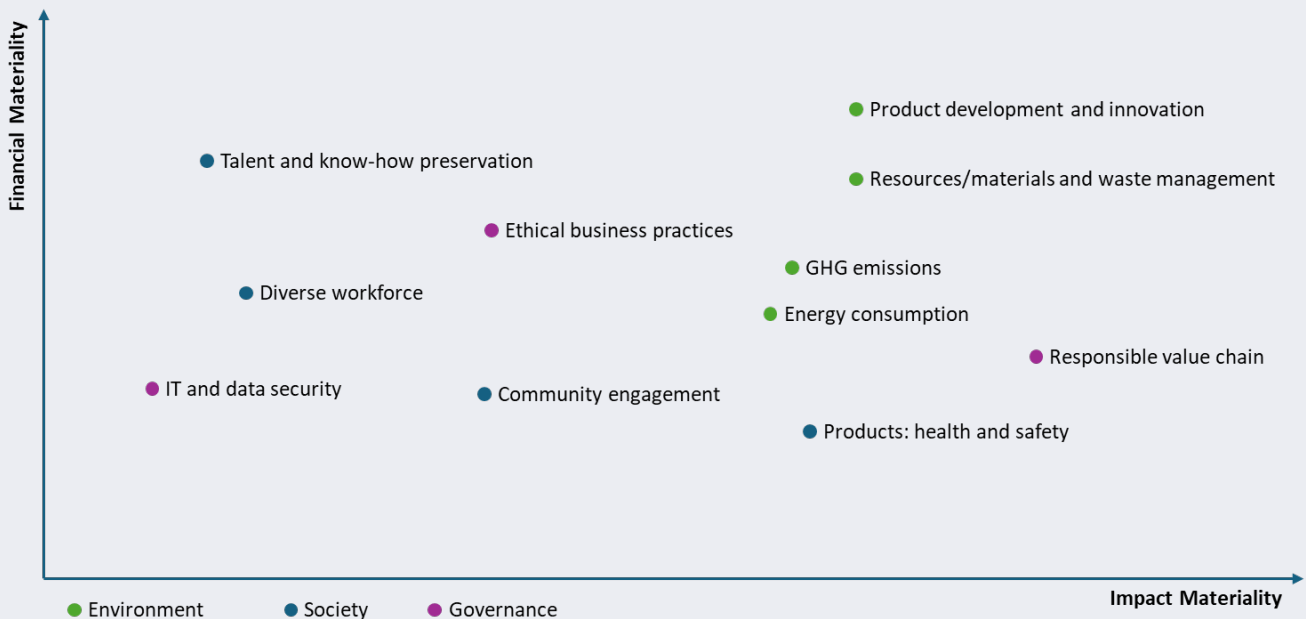 Financial Materiality
Product development and innovation
Talent and know-how preservation
Resources/materials and waste management
Ethical business practices
GHG emissions
Diverse workforce
Energy consumption
Responsible value chain
IT and data security
Community engagement
Products: health and safety
Impact Materiality
Environment
Society
Governance